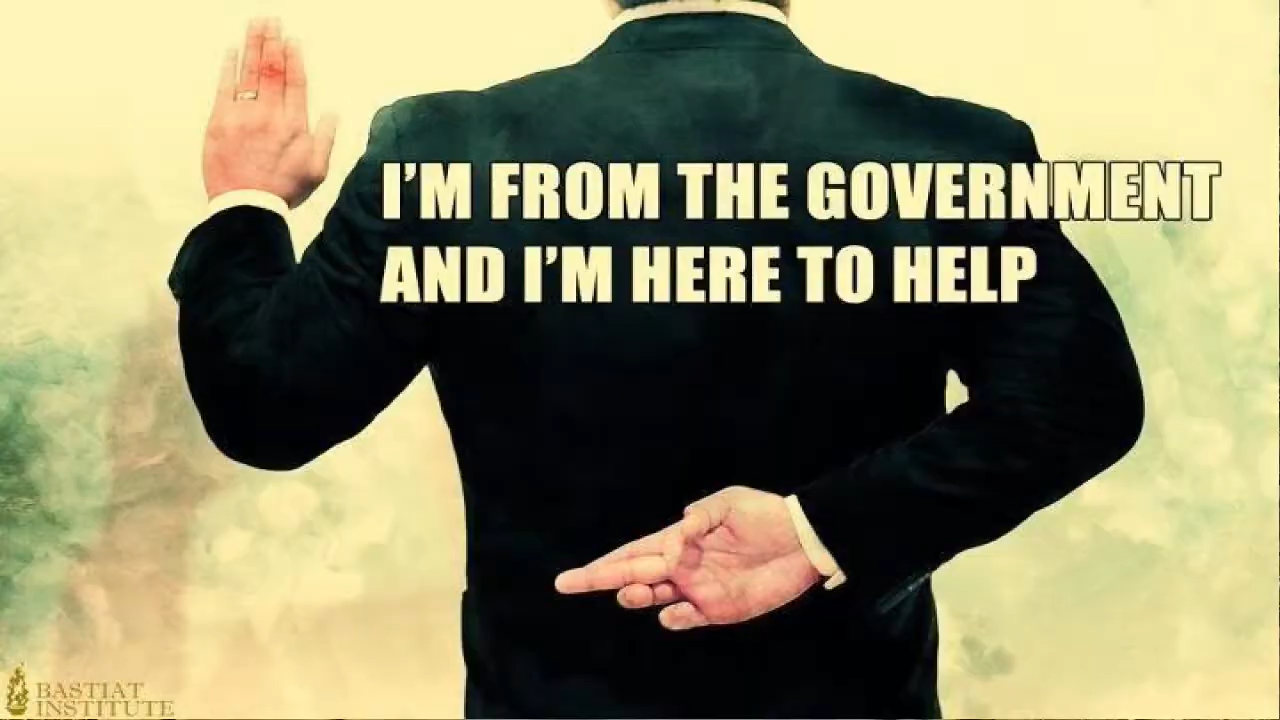 I'M FROM THE GOVERNMENT
AND I'M HERE TO HELP
BASTIAT
INSTITUTE